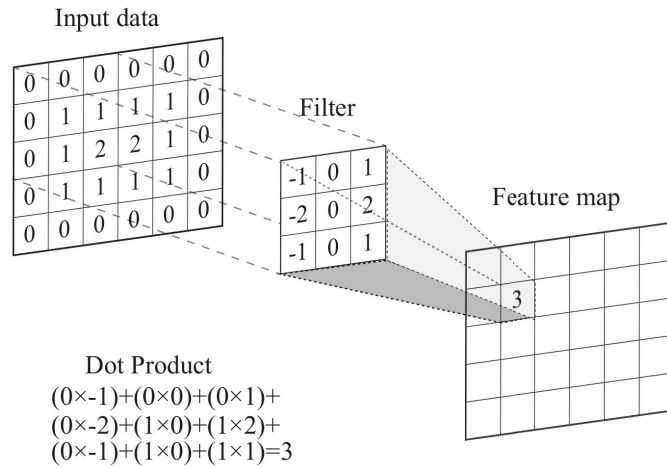 Input data
0 0 0 0 0 0
0 1 1 1 1 0
0 1 2 2 1 0
0 1 1 1 1 0
0 0 0 0 0 0
Filter
-1 0 1
-2 0 2
-1 0 1
Feature map
3
Dot Product
(0×-1)+(0×0)+(0×1)+
(0×-2)+(1×0)+(1×2)+
(0×-1)+(1×0)+(1×1)=3